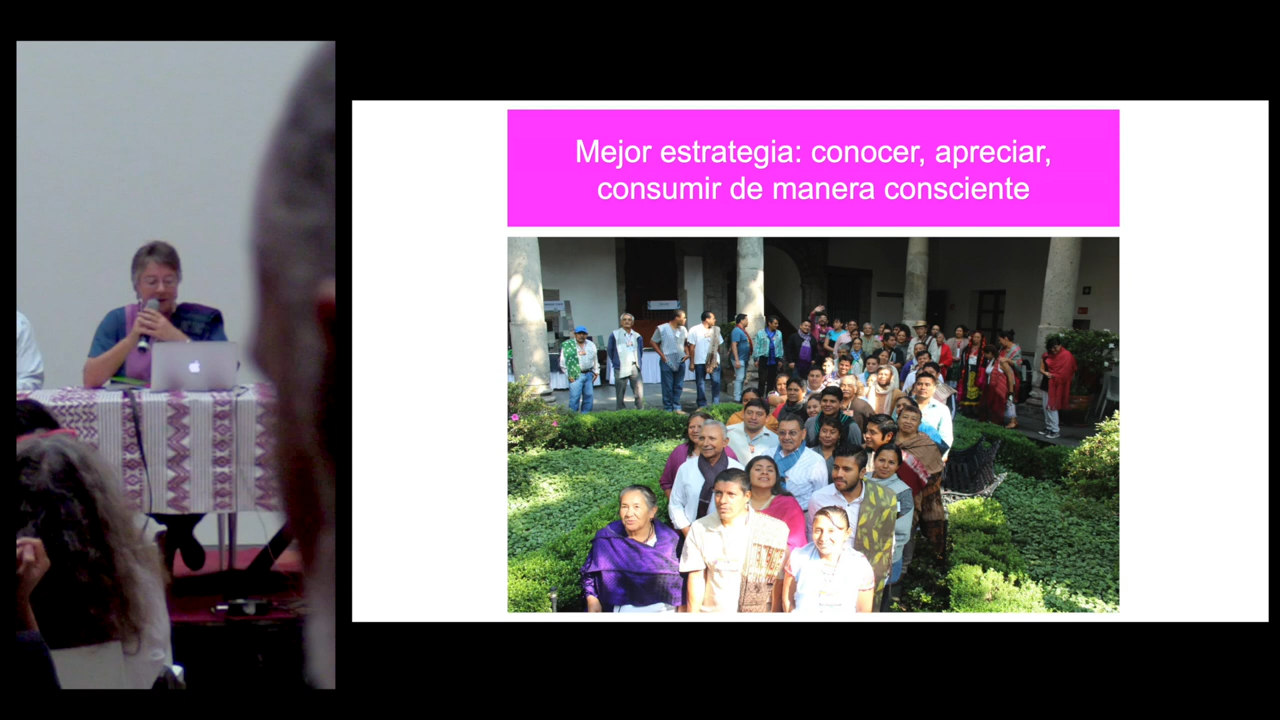 Mejor estrategia: conocer, apreciar,
consumir de manera consciente